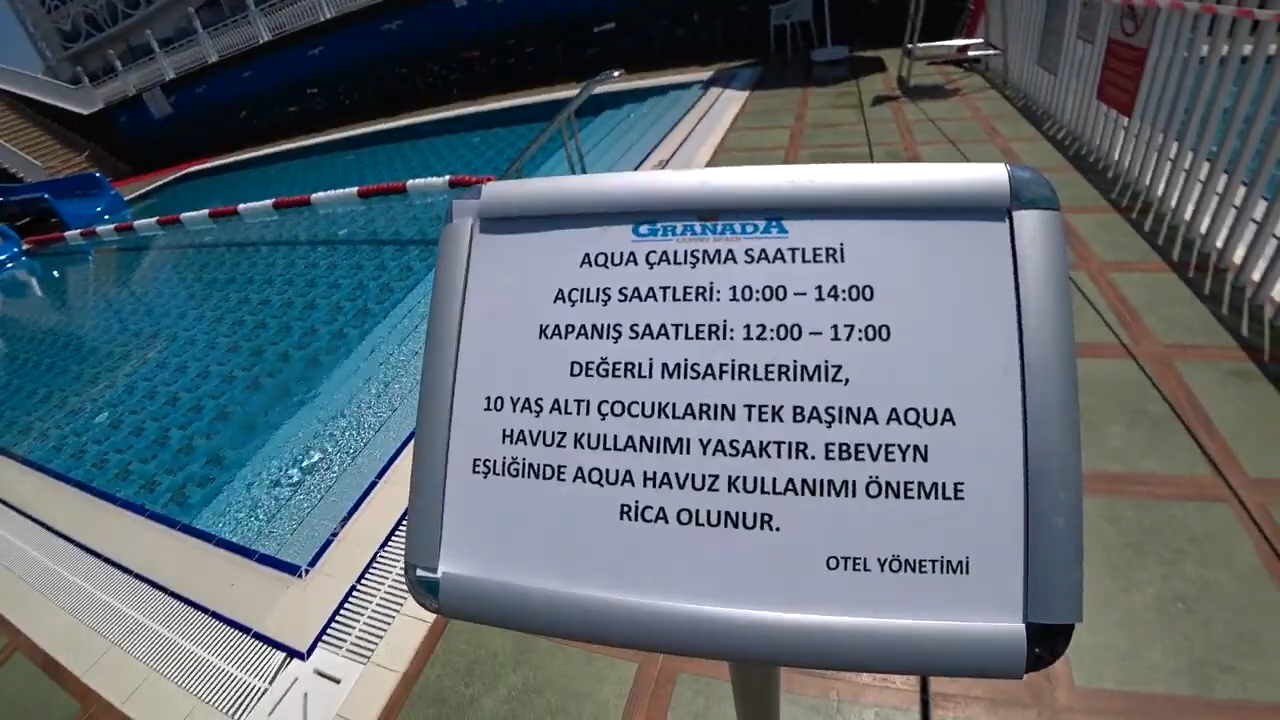 GRANADA
AQUA ÇALIŞMA SAATLERİ
AÇILIŞ SAATLERİ: 10:00 – 14:00
KAPANIŞ SAATLERİ: 12:00 – 17:00
DEĞERLİ MİSAFİRLERİMİZ,
10 YAŞ ALTI ÇOCUKLARIN TEK BAŞINA AQUA
HAVUZ KULLANIMI YASAKTIR. EBEVEYN
EŞLİĞİNDE AQUA HAVUZ KULLANIMI ÖNEMLE
RİCA OLUNUR.
OTEL YÖNETİMİ